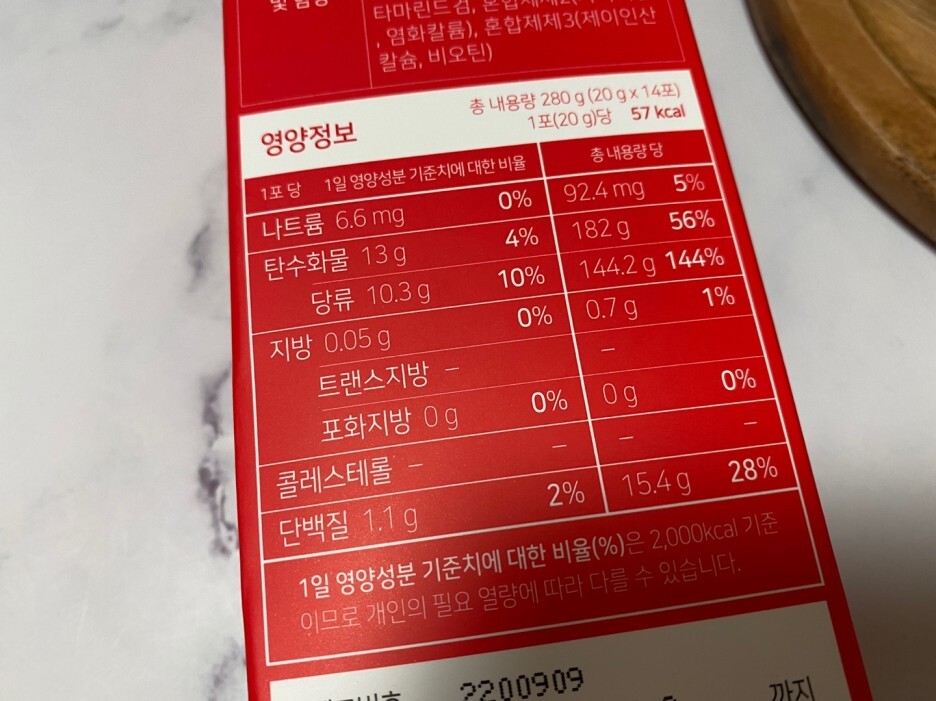 타마린드검, 혼합제제2
, 염화칼륨), 혼합제제3(제이인산
칼슘, 비오틴)
영양정보
총 내용량 280 g (20 g x 14포)
1포(20 g)당 57 kcal
1포 당 1일 영양성분 기준치에 대한 비율 총 내용량 당
나트륨 6.6 mg 0% 92.4 mg 5%
탄수화물 13 g 4% 182 g 56%
당류 10.3 g 10% 144.2 g 144%
지방 0.05 g 0% 0.7 g 1%
트랜스지방 – –
포화지방 0 g 0% 0 g 0%
콜레스테롤 – – – –
단백질 1.1 g 2% 15.4 g 28%
1일 영양성분 기준치에 대한 비율(%)은 2,000kcal 기준
이므로 개인의 필요 열량에 따라 다를 수 있습니다.
2200909
까지